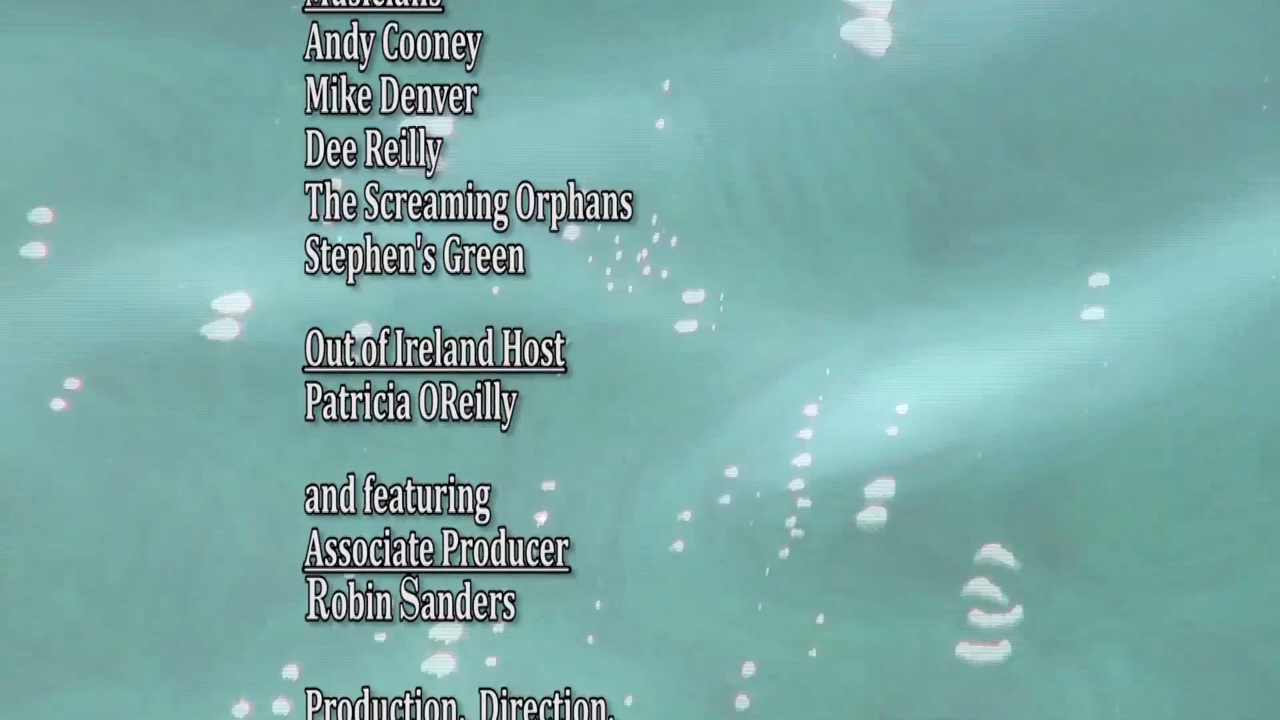 Musicians
Andy Cooney
Mike Denver
Dee Reilly
The Screaming Orphans
Stephen's Green
Out of Ireland Host
Patricia OReilly
and featuring
Associate Producer
Robin Sanders
Production, Direction,